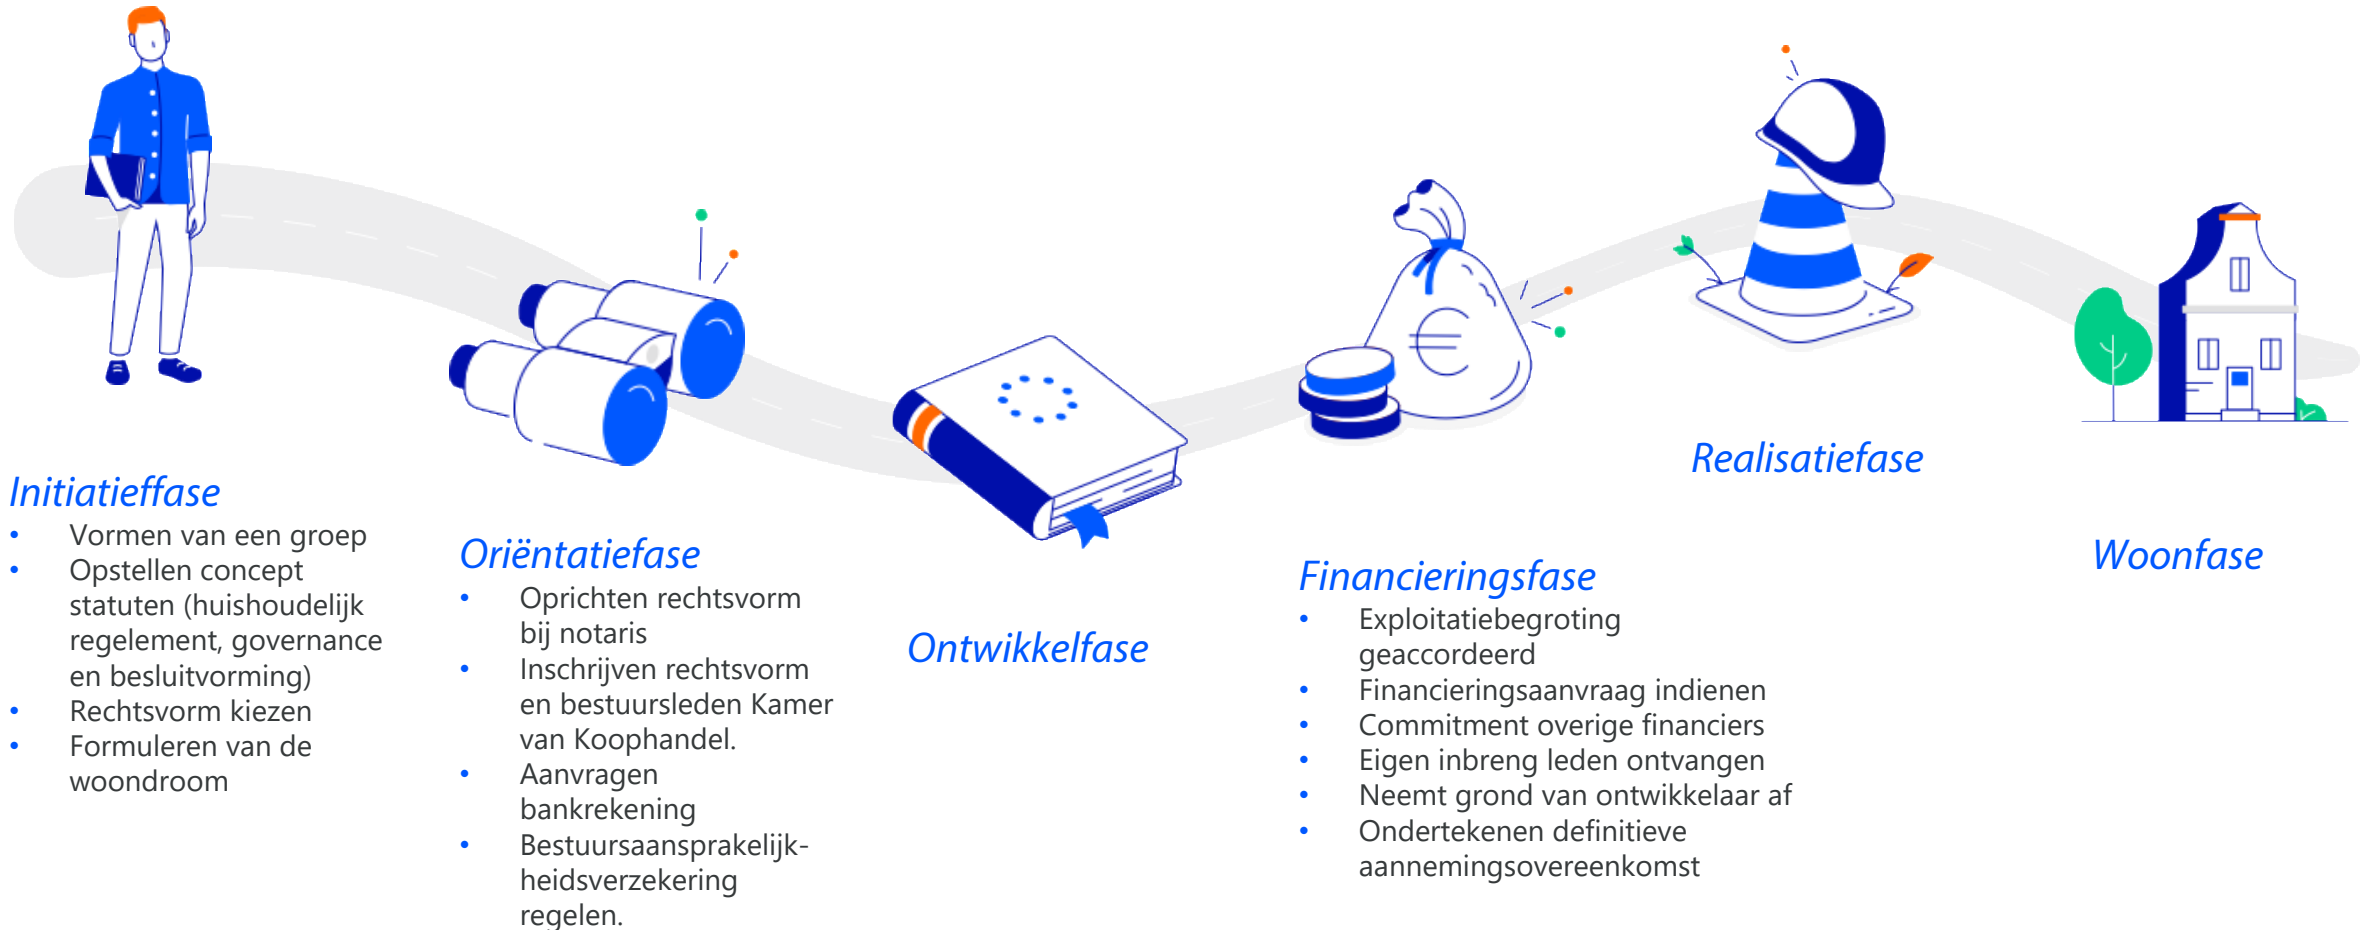 Initiatieffase
• Vormen van een groep
• Opstellen concept
statuten (huishoudelijk
regelement, governance
en besluitvorming)
• Rechtsvorm kiezen
• Formuleren van de
woondroom
Oriëntatiefase
• Oprichten rechtsvorm
bij notaris
• Inschrijven rechtsvorm
en bestuursleden Kamer
van Koophandel.
• Aanvragen
bankrekening
• Bestuursaansprakelijk-
heidsverzekering
regelen.
Ontwikkelfase
Financieringsfase
• Exploitatiebegroting
geaccordeerd
• Financieringsaanvraag indienen
• Commitment overige financiers
• Eigen inbreng leden ontvangen
• Neemt grond van ontwikkelaar af
• Ondertekenen definitieve
aannemingsovereenkomst
Realisatiefase
Woonfase